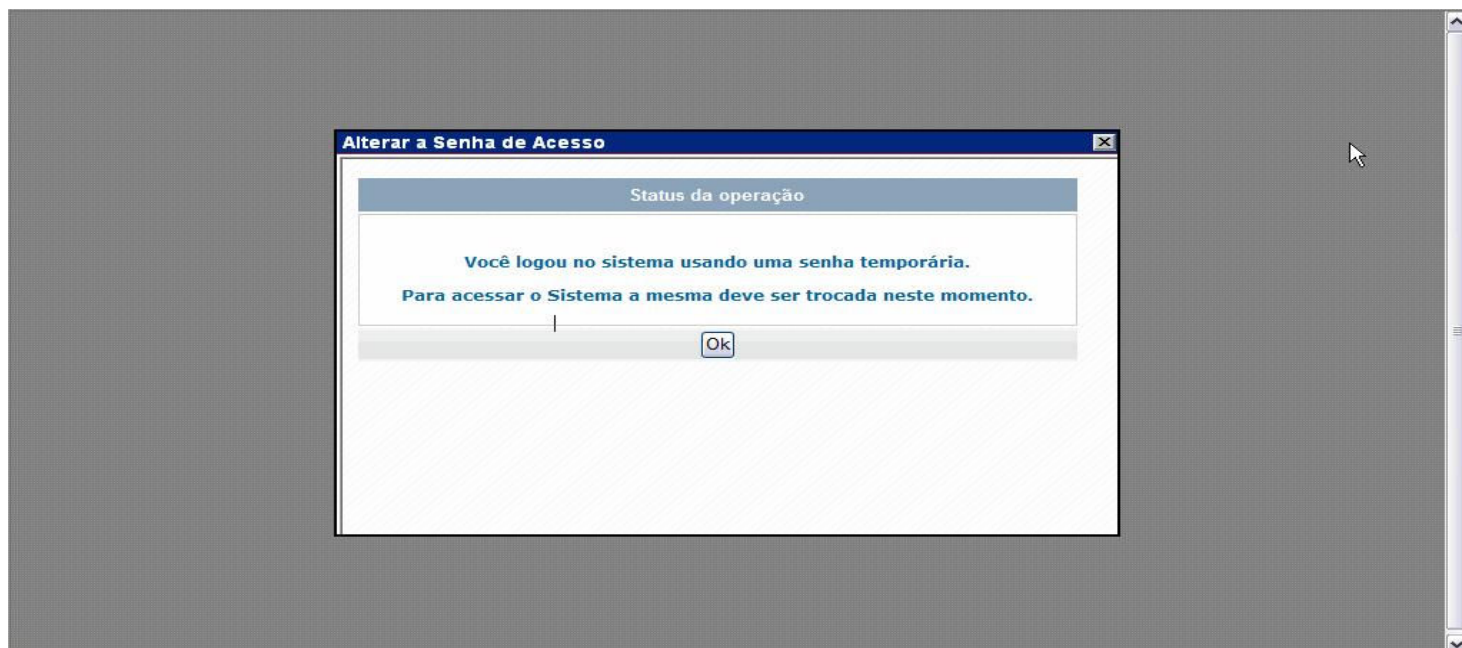 Alterar a Senha de Acesso
Status da operação
Você logou no sistema usando uma senha temporária.
Para acessar o Sistema a mesma deve ser trocada neste momento.
Ok